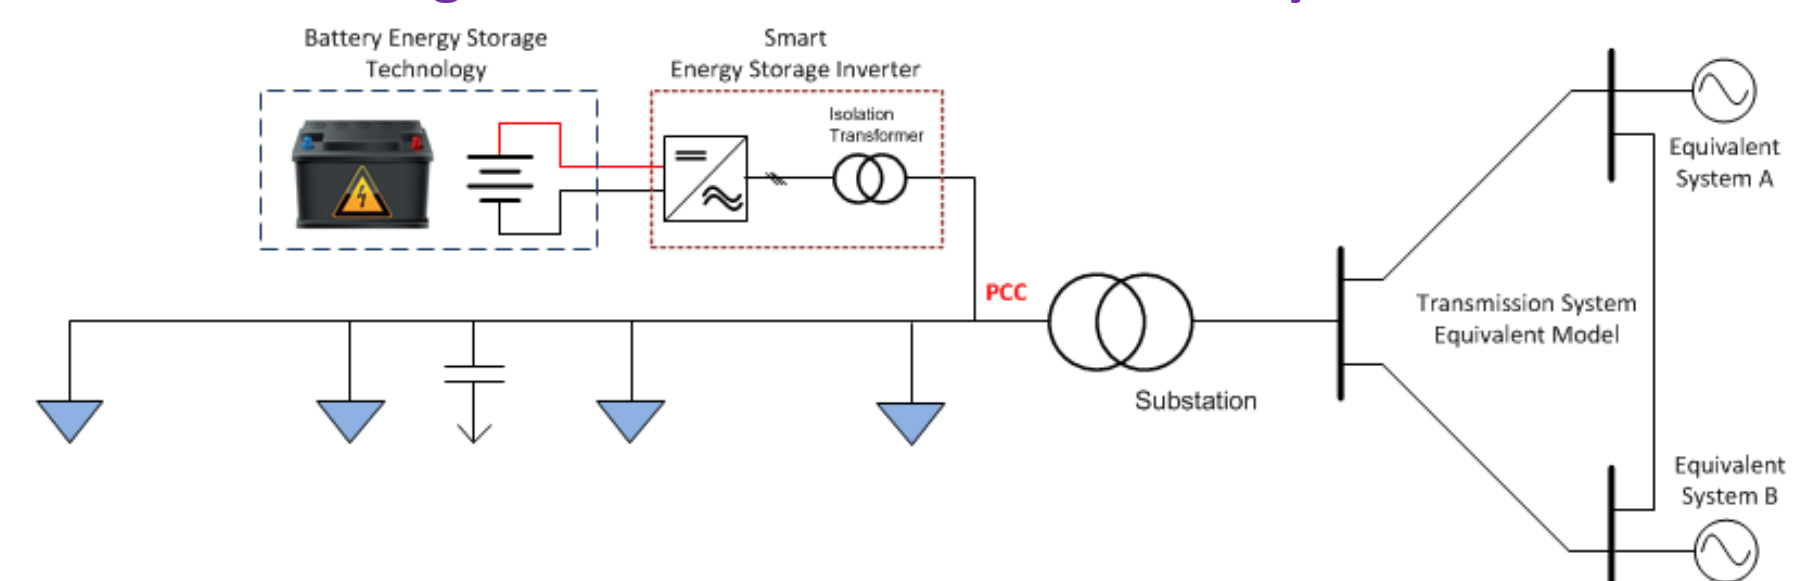 Battery Energy Storage
Technology
Smart
Energy Storage Inverter
Isolation
Transformer
Equivalent
System A
PCC
Transmission System
Equivalent Model
Substation
Equivalent
System B